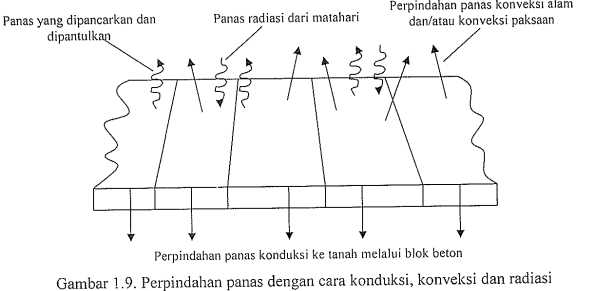 Perpindahan panas konveksi alam
dan/atau konveksi paksaan
Panas yang dipancarkan dan
dipantulkan
Panas radiasi dari matahari
Perpindahan panas konduksi ke tanah melalui blok beton
Gambar 1.9. Perpindahan panas dengan cara konduksi, konveksi dan radiasi